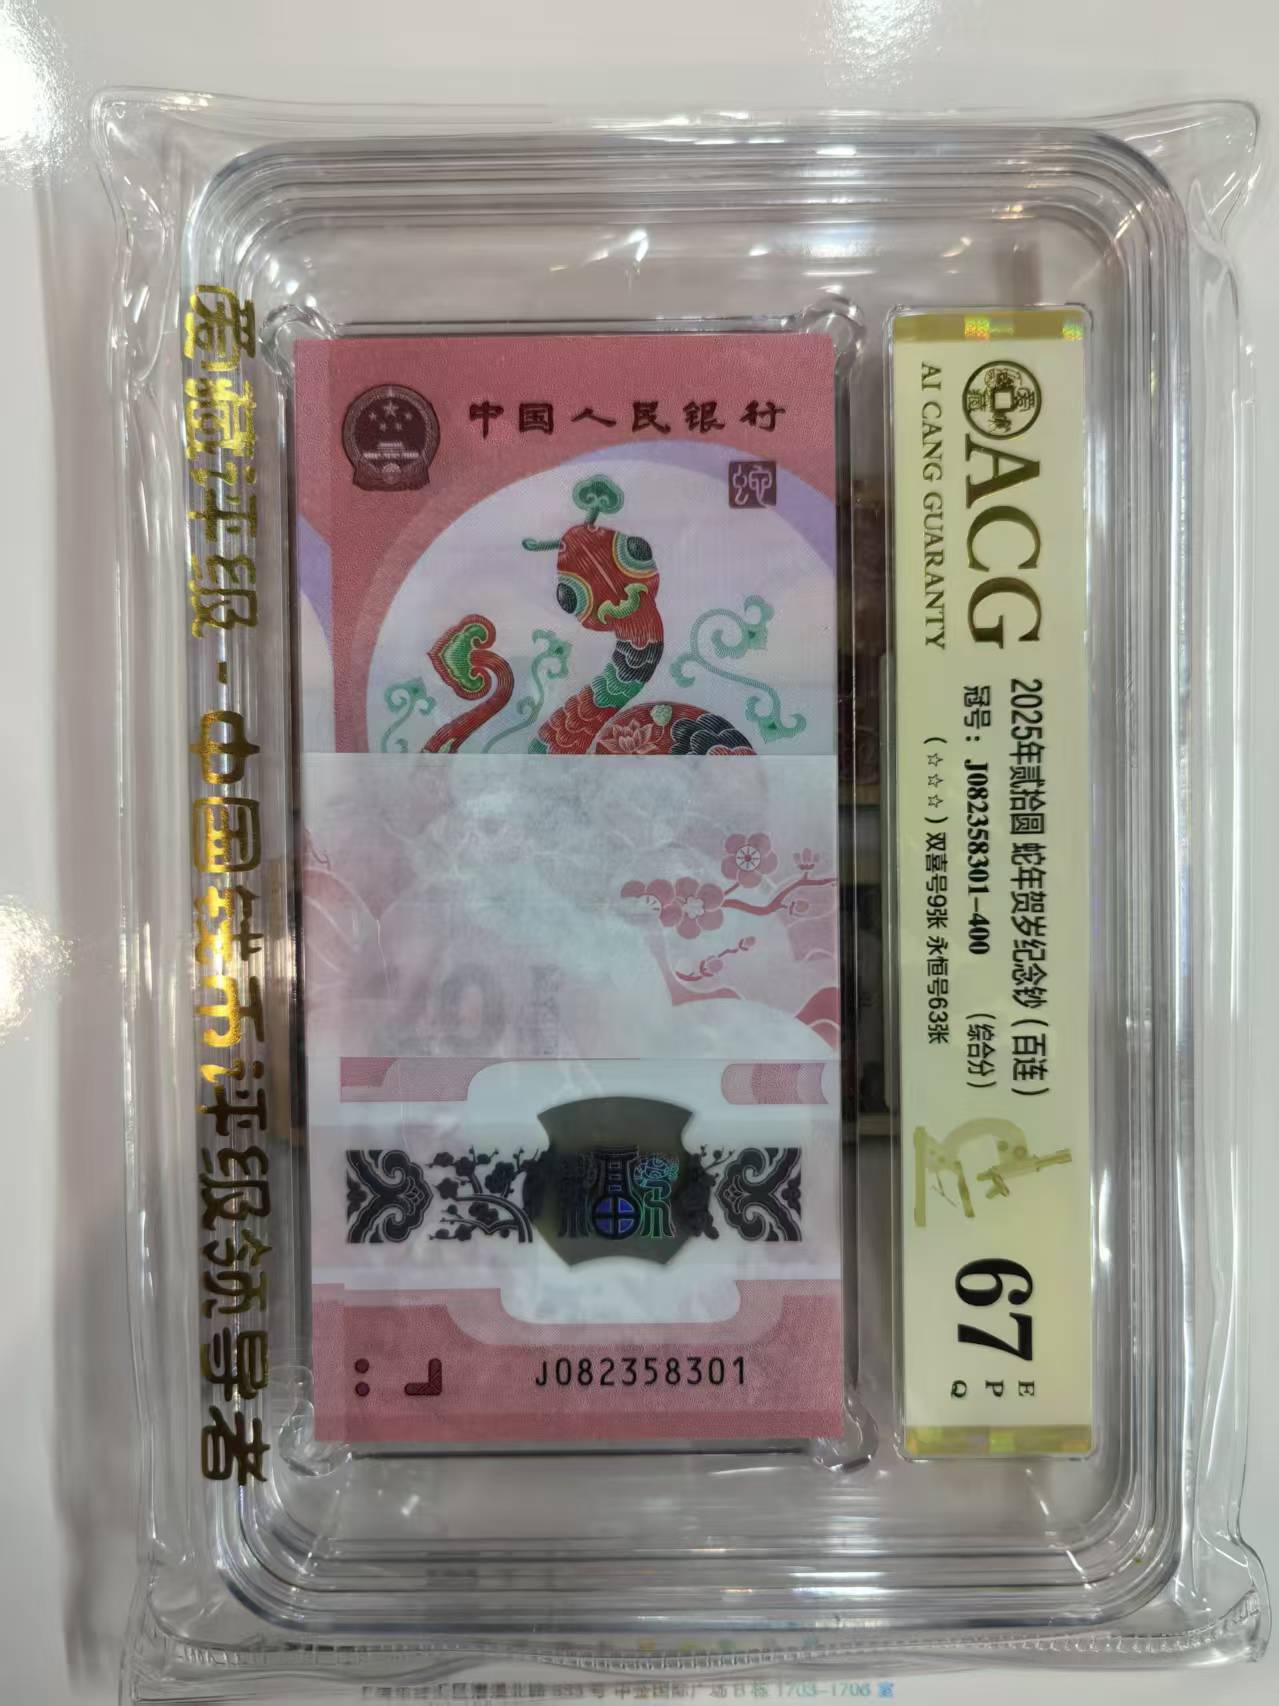 爱藏评级-中国钱币评级领导者
中国人民银行
蛇
J082358301
ACG
AI CANG GUARANTY
2025年贰拾圆 蛇年贺岁纪念钞（百连）
冠号：J082358301-400 （综合分）
（☆☆☆）双喜号9张 永恒号63张
67
E
P
Q